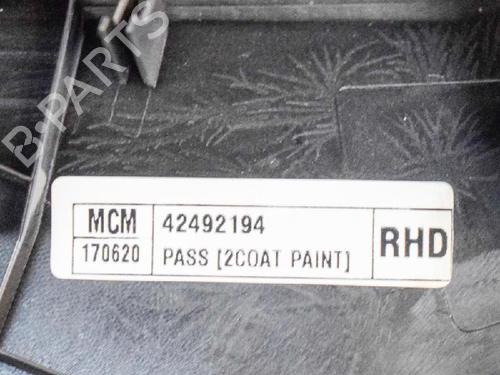 B-PARTS
MCM 42492194
170620 PASS [2COAT PAINT] RHD